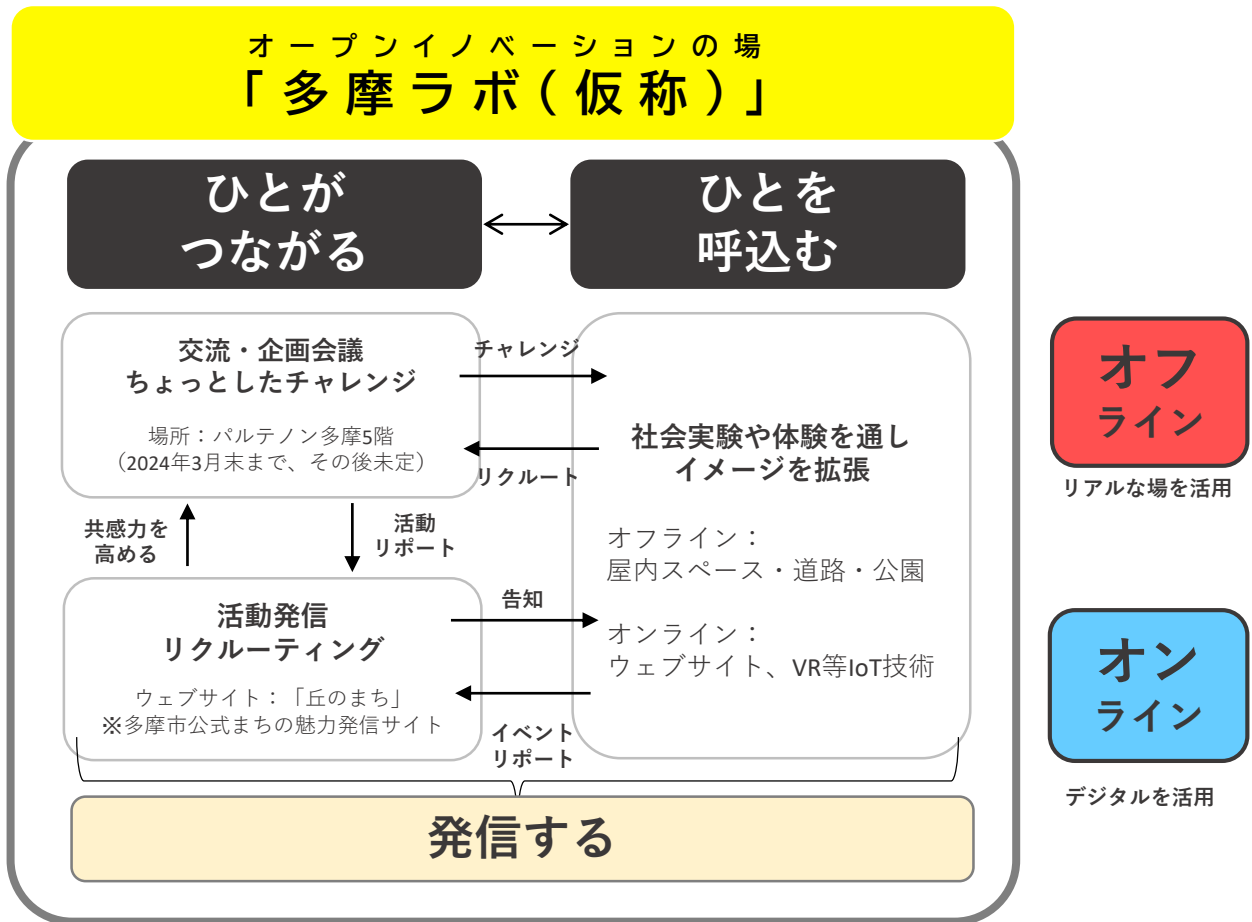 オープンイノベーションの場
「多摩ラボ(仮称)」
ひとが
つながる
ひとを
呼込む
交流・企画会議
ちょっとしたチャレンジ
場所：パルテノン多摩5階
（2024年3月末まで、その後未定）
チャレンジ
リクルート
社会実験や体験を通し
イメージを拡張
オフライン：
屋内スペース・道路・公園
オンライン：
ウェブサイト、VR等IoT技術
共感力を
高める
活動
リポート
活動発信
リクルーティング
ウェブサイト：「丘のまち」
※多摩市公式まちの魅力発信サイト
告知
イベント
リポート
発信する
オフ
ライン
リアルな場を活用
オン
ライン
デジタルを活用